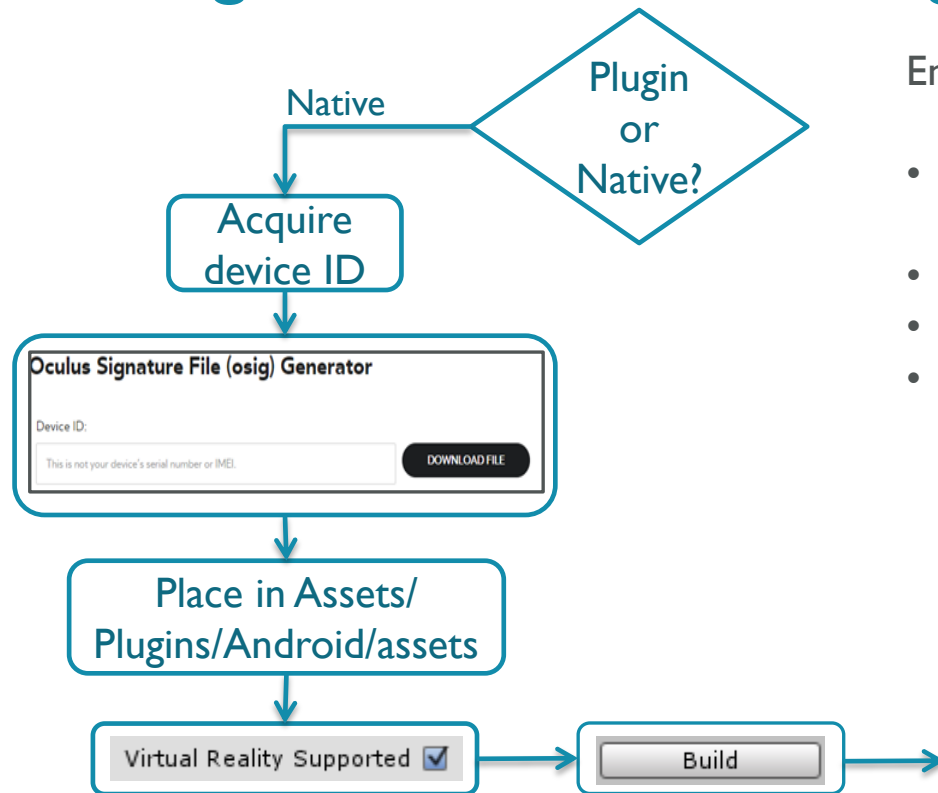 Plugin
or
Native?
Native
Acquire
device ID
Oculus Signature File (osig) Generator
Device ID:
This is not your device's serial number or IMEI.
DOWNLOAD FILE
Place in Assets/
Plugins/Android/assets
Virtual Reality Supported
Build